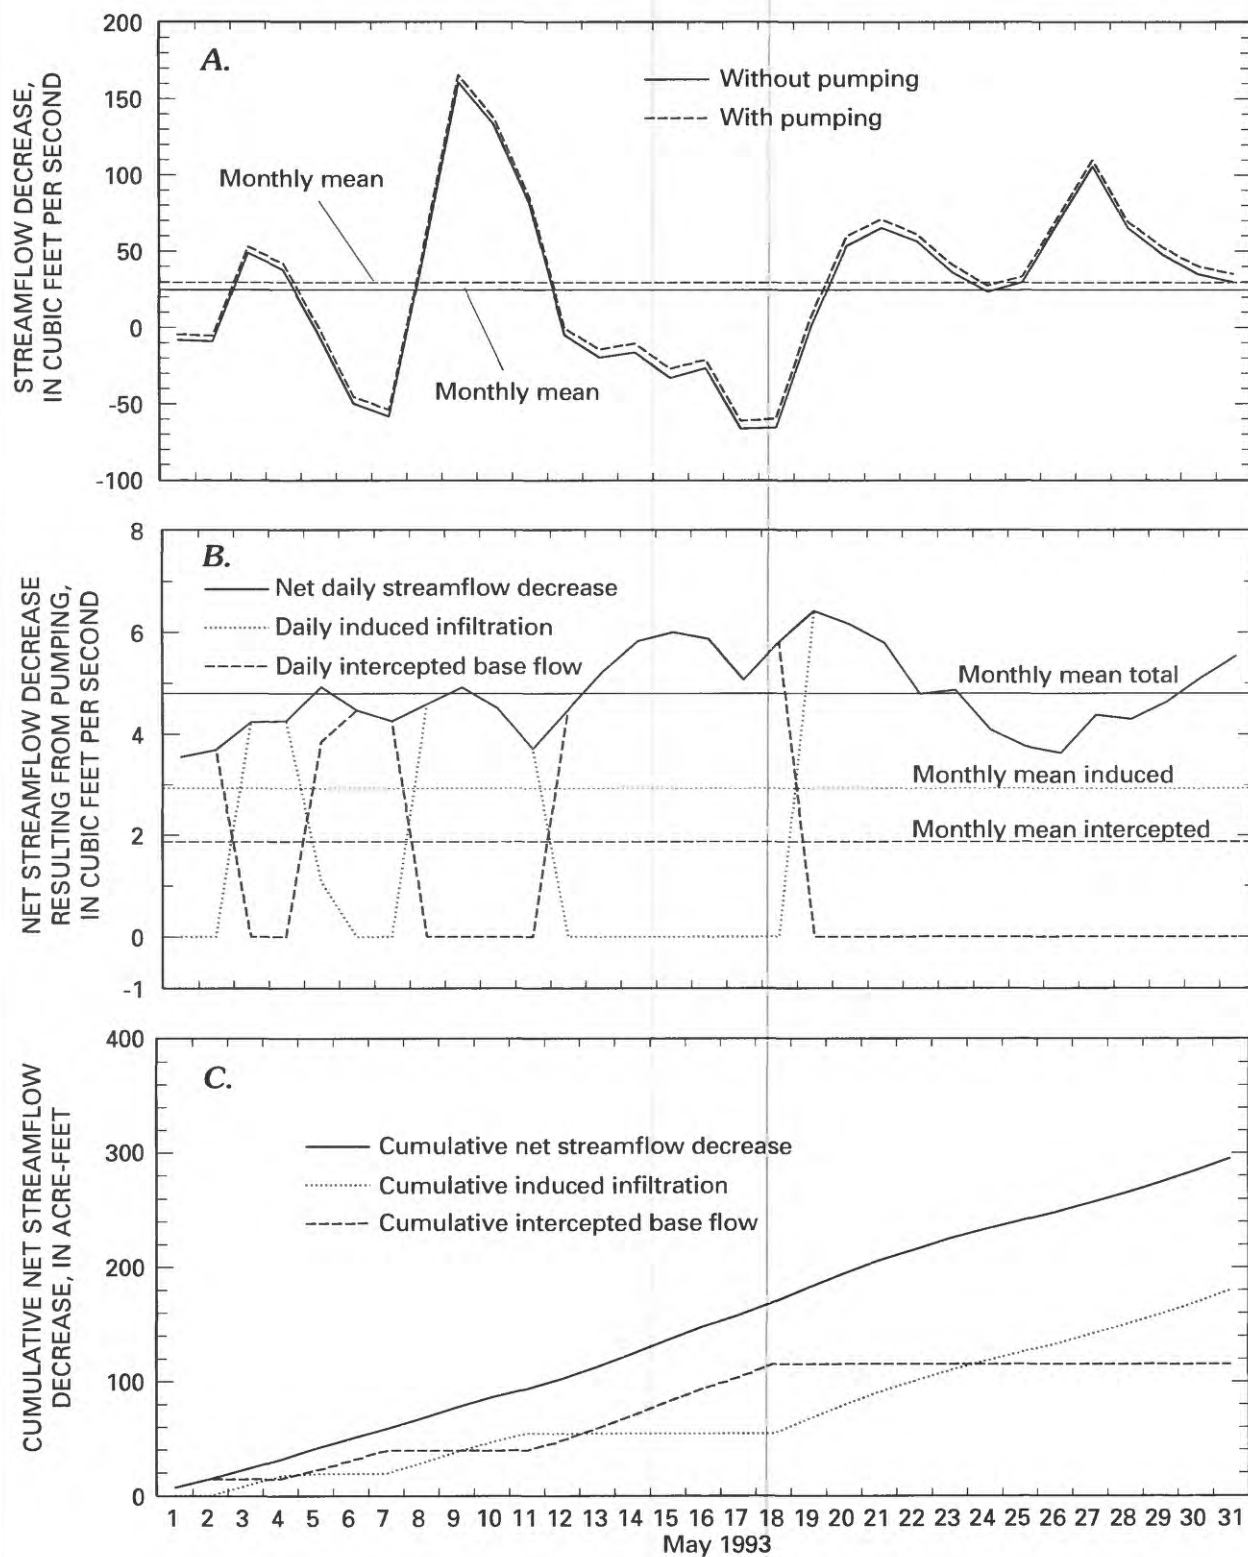 STREAMFLOW DECREASE,
IN CUBIC FEET PER SECOND
200
150
100
50
0
-50
-100
A.
Without pumping
With pumping
Monthly mean
Monthly mean
NET STREAMFLOW DECREASE
RESULTING FROM PUMPING,
IN CUBIC FEET PER SECOND
8
6
4
2
0
-1
B.
Net daily streamflow decrease
Daily induced infiltration
Daily intercepted base flow
Monthly mean total
Monthly mean induced
Monthly mean intercepted
CUMULATIVE NET STREAMFLOW
DECREASE, IN ACRE-FEET
400
300
200
100
0
C.
Cumulative net streamflow decrease
Cumulative induced infiltration
Cumulative intercepted base flow
1 2 3 4 5 6 7 8 9 10 11 12 13 14 15 16 17 18 19 20 21 22 23 24 25 26 27 28 29 30 31
May 1993